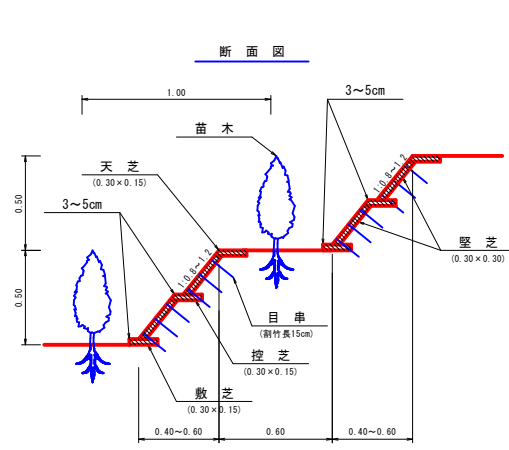 断面図
1.00
3~5cm
苗木
天芝
(0.30×0.15)
1:0.8~1.2
0.50
3~5cm
1:0.8~1.2
堅芝
(0.30×0.30)
0.50
目串
(割竹長15cm)
控芝
(0.30×0.15)
敷芝
(0.30×0.15)
0.40~0.60
0.60
0.40~0.60